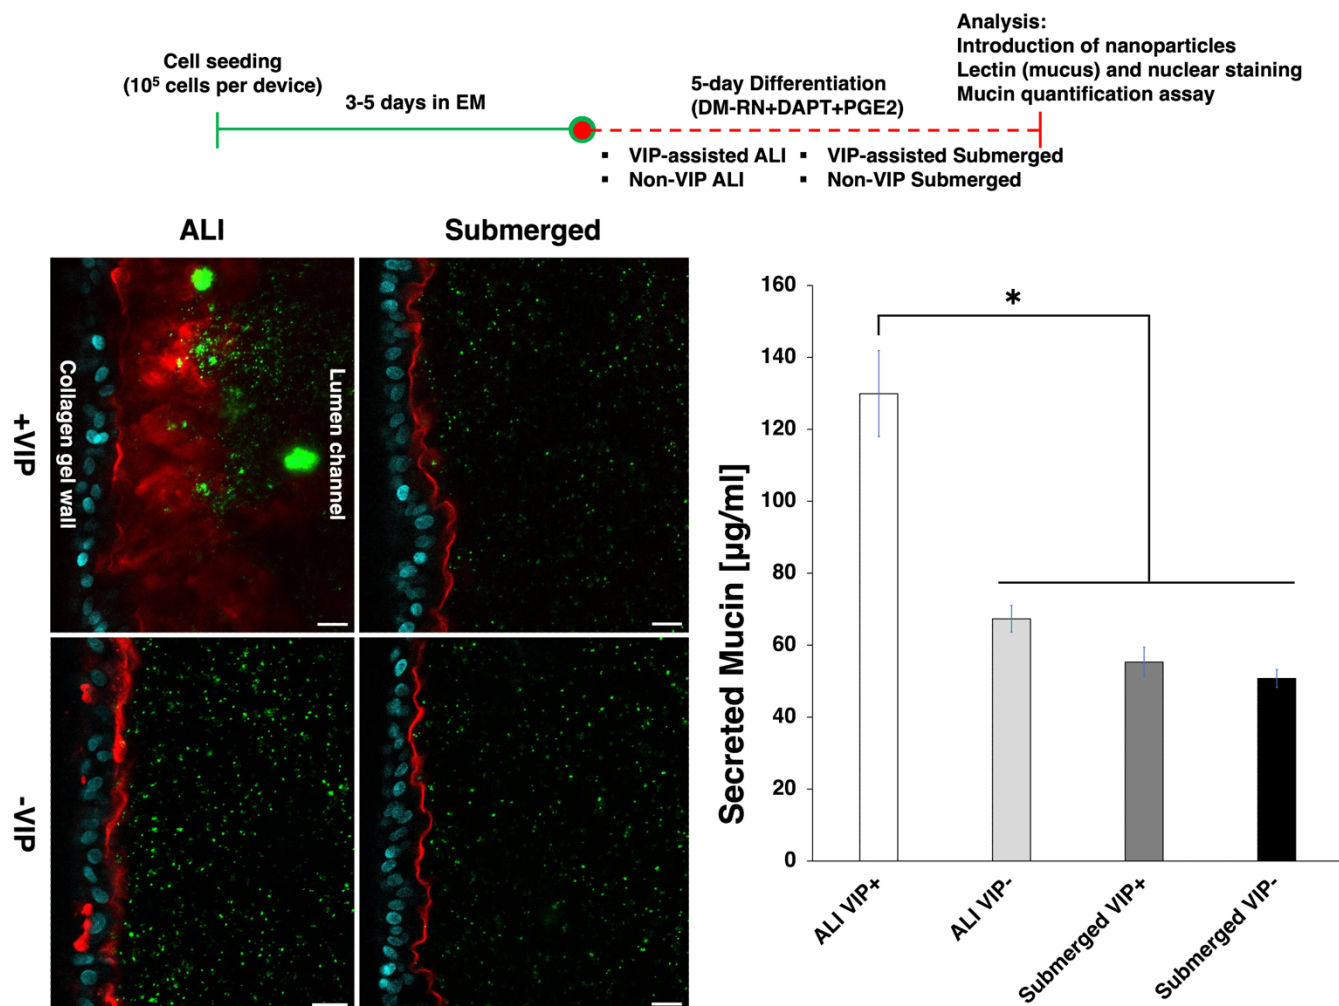 Cell seeding
(10⁵ cells per device)
3-5 days in EM
5-day Differentiation
(DM-RN+DAPT+PGE2)
Analysis:
Introduction of nanoparticles
Lectin (mucus) and nuclear staining
Mucin quantification assay
▪ VIP-assisted ALI
▪ Non-VIP ALI
▪ VIP-assisted Submerged
▪ Non-VIP Submerged
ALI
Submerged
+VIP
-VIP
Collagen gel wall
Lumen channel
Secreted Mucin [µg/ml]
160
140
120
100
80
60
40
20
0
*
ALI VIP+
ALI VIP-
Submerged VIP+
Submerged VIP-